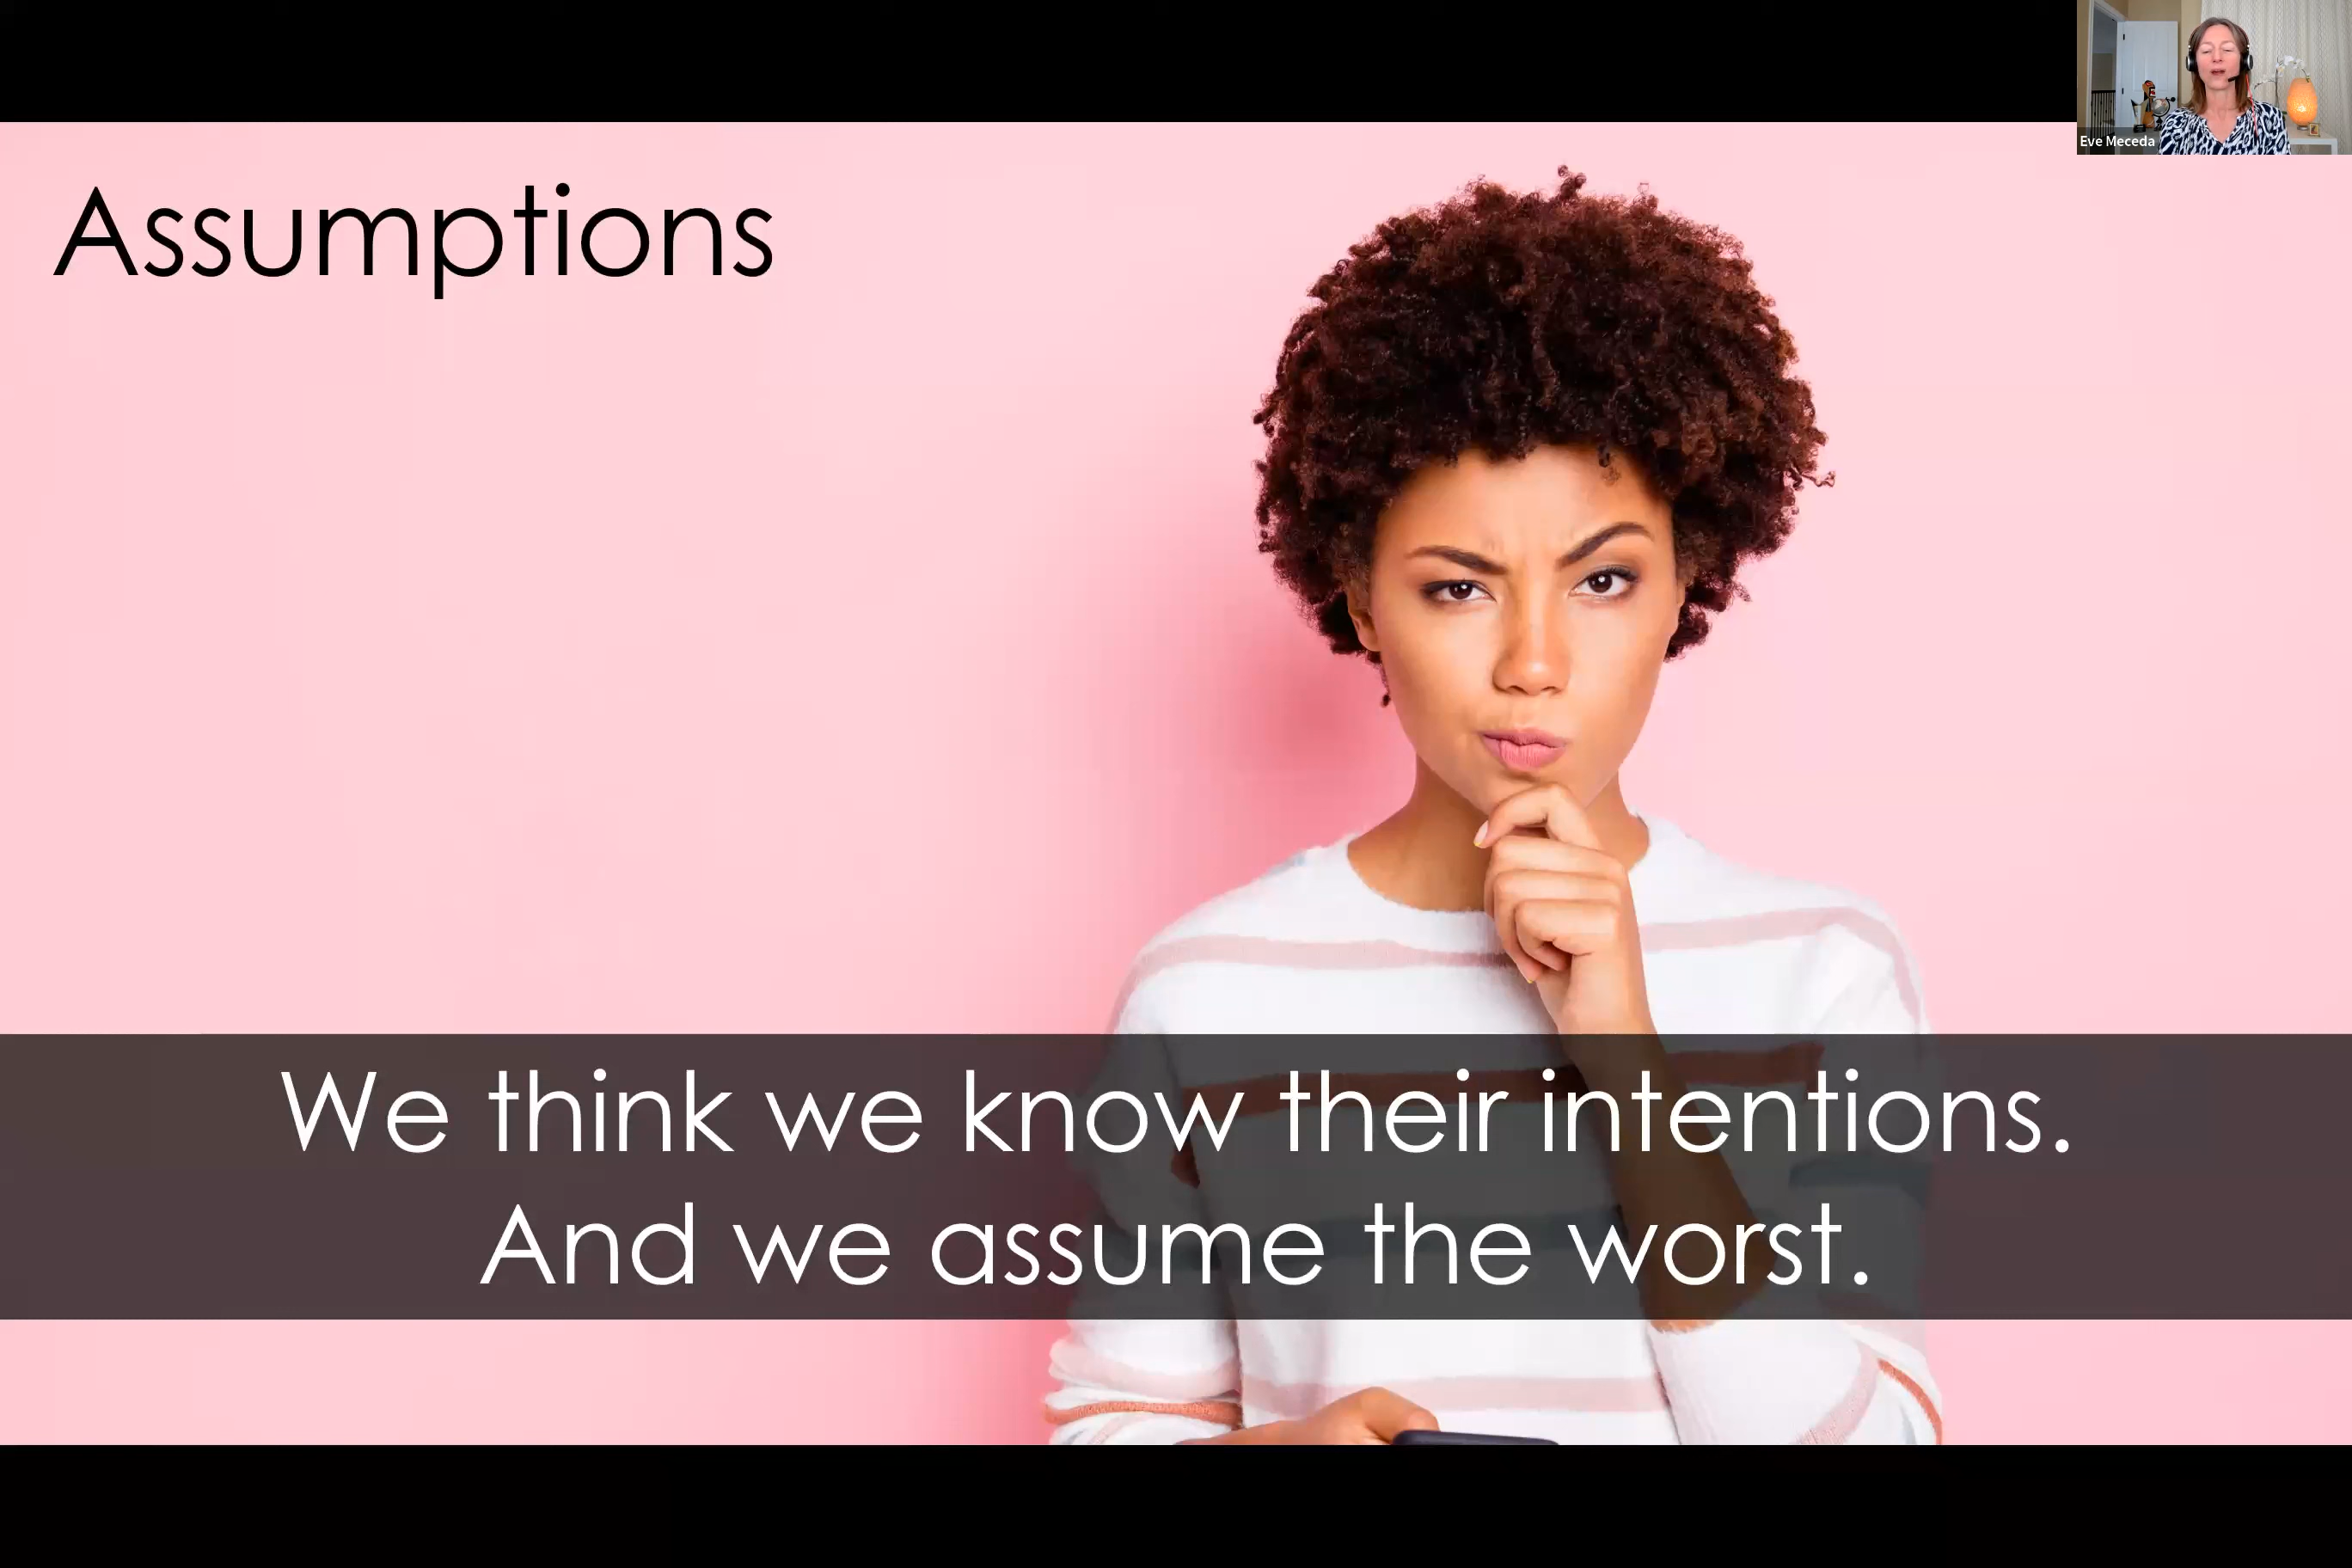 Eve Meceda
Assumptions
We think we know their intentions.
And we assume the worst.